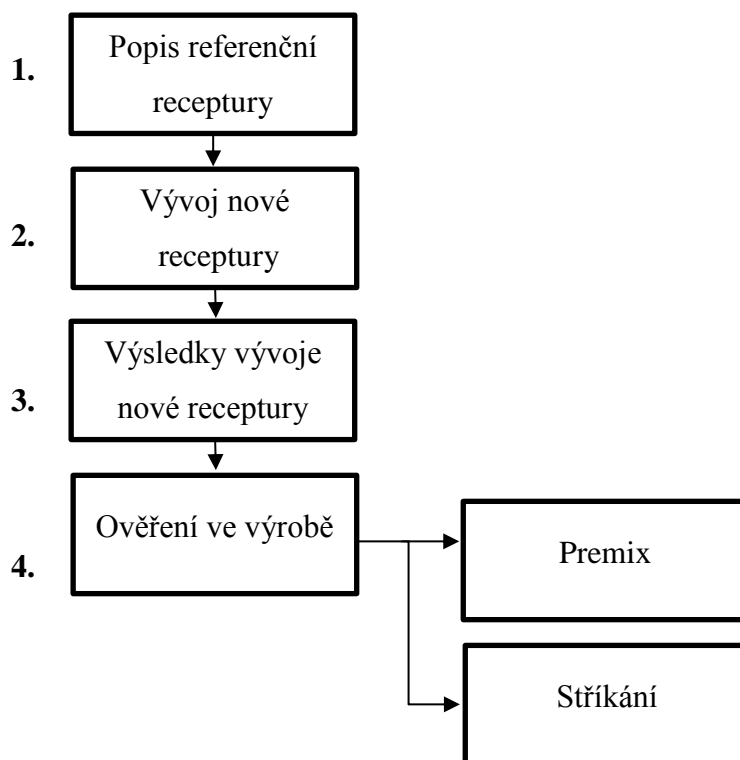 1.
Popis referenční
receptury
2.
Vývoj nové
receptury
3.
Výsledky vývoje
nové receptury
4.
Ověření ve výrobě
Premix
Stříkání